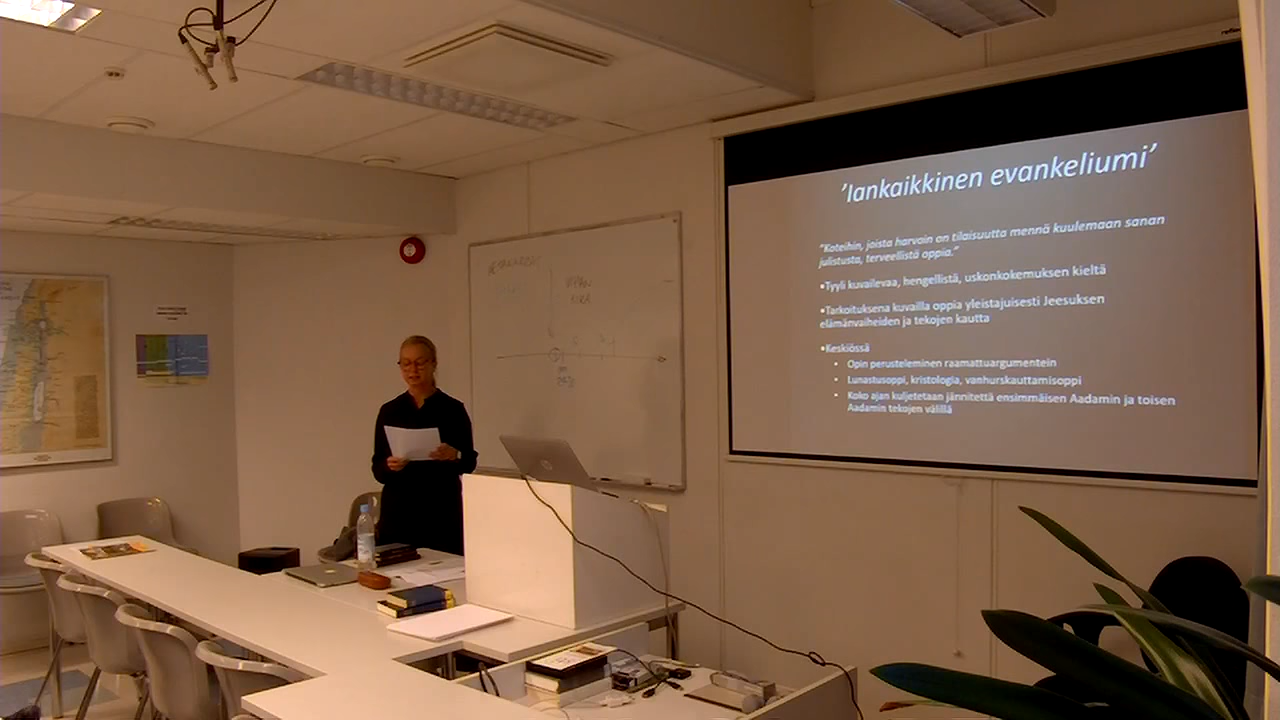 'Iankaikkinen evankeliumi'
"Koteihin, joista harvoin on tilaisuutta mennä kuulemaan sanan
julistusta, terveellistä oppia."
•Tyyli kuvailevaa, hengellistä, uskonkokemuksen kieltä
•Tarkoituksena kuvailla oppia yleistajuisesti Jeesuksen
elämänvaiheiden ja tekojen kautta
•Keskiössä
• Opin perusteleminen raamattuargumentein
• Lunastusoppi, kristologia, vanhurskauttamisoppi
• Koko ajan kuljetetaan jännitettä ensimmäisen Aadamin ja toisen
Aadamin tekojen välillä